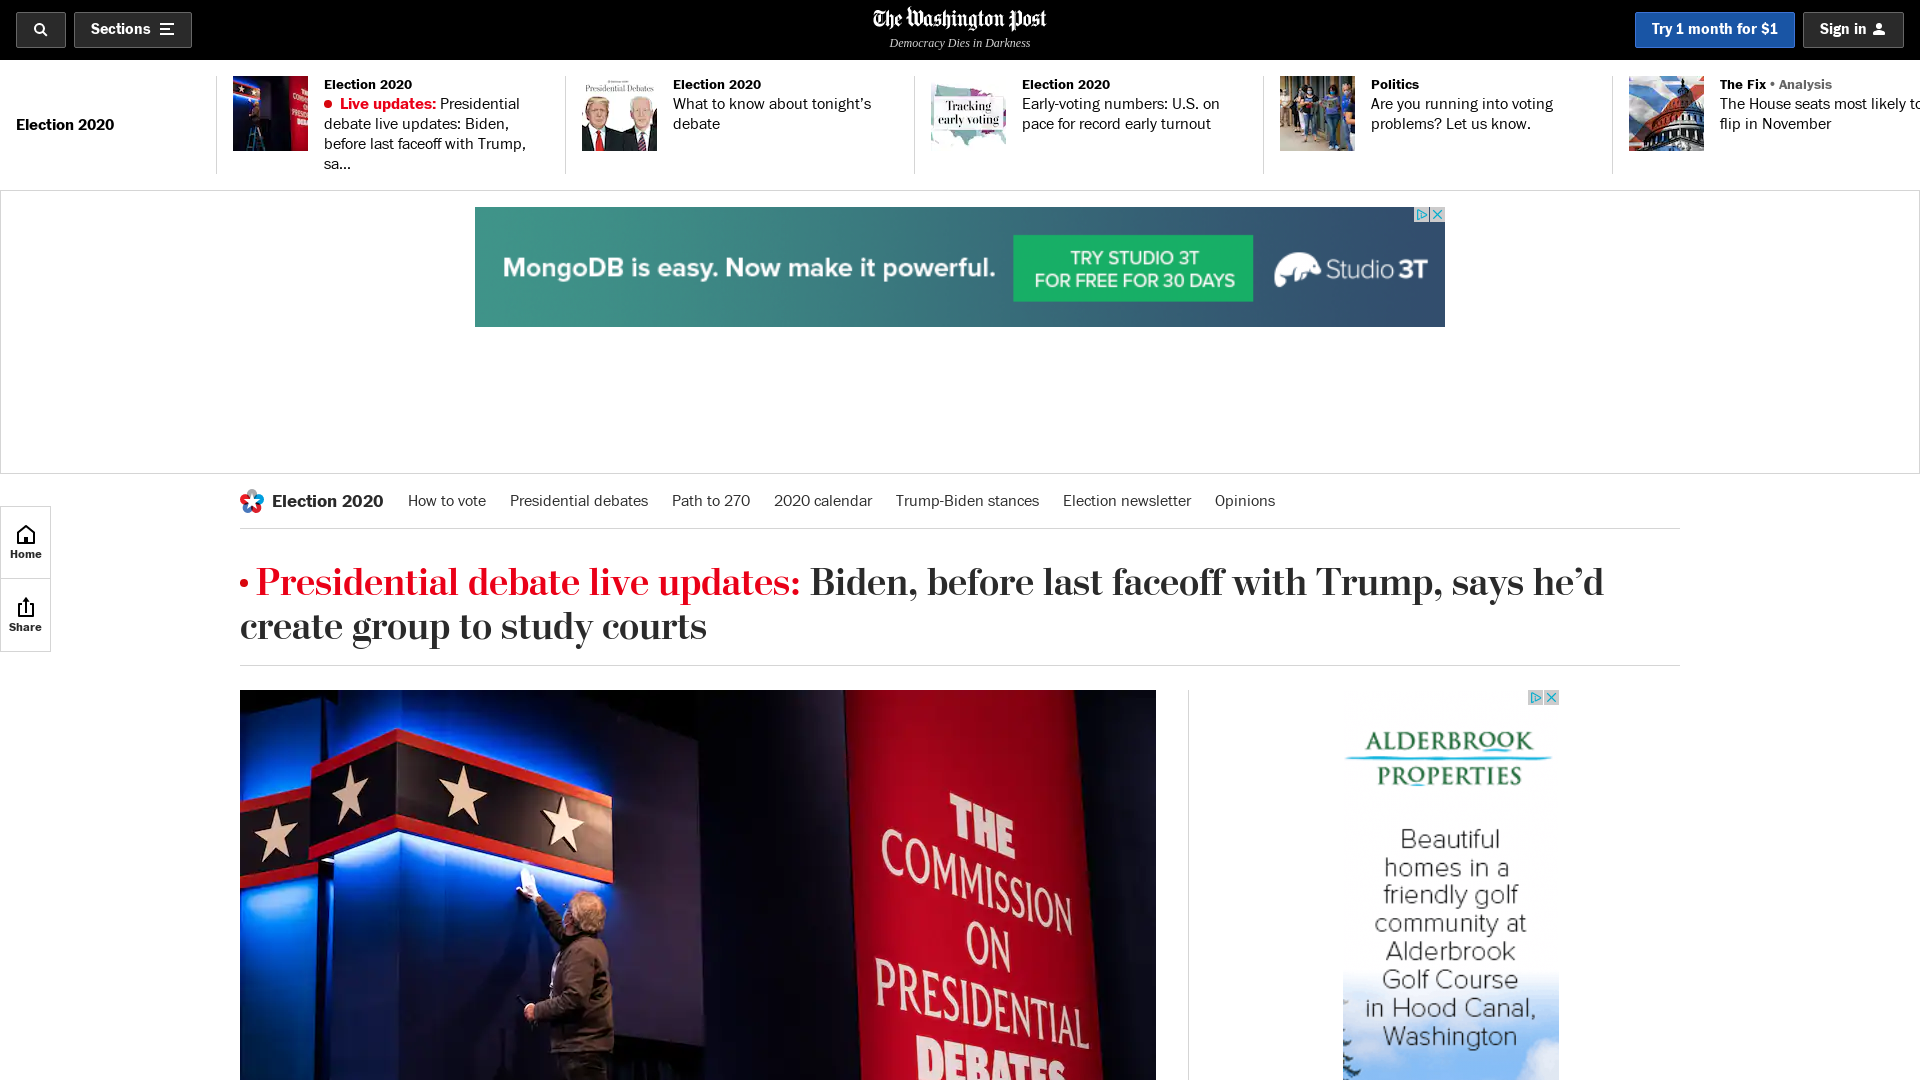 Sections
The Washington Post
Democracy Dies in Darkness
Try 1 month for $1
Sign in
Election 2020
Election 2020
Live updates: Presidential
debate live updates: Biden,
before last faceoff with Trump,
sa...
Presidential Debates
Election 2020
What to know about tonight’s
debate
Tracking
early voting
Election 2020
Early-voting numbers: U.S. on
pace for record early turnout
Politics
Are you running into voting
problems? Let us know.
The Fix • Analysis
The House seats most likely to
flip in November
MongoDB is easy. Now make it powerful.
TRY STUDIO 3T
FOR FREE FOR 30 DAYS
Studio 3T
Election 2020
How to vote
Presidential debates
Path to 270
2020 calendar
Trump-Biden stances
Election newsletter
Opinions
Home
Share
Presidential debate live updates: Biden, before last faceoff with Trump, says he’d
create group to study courts
THE
COMMISSION
ON
PRESIDENTIAL
DEBATES
ALDERBROOK
PROPERTIES
Beautiful
homes in a
friendly golf
community at
Alderbrook
Golf Course
in Hood Canal,
Washington